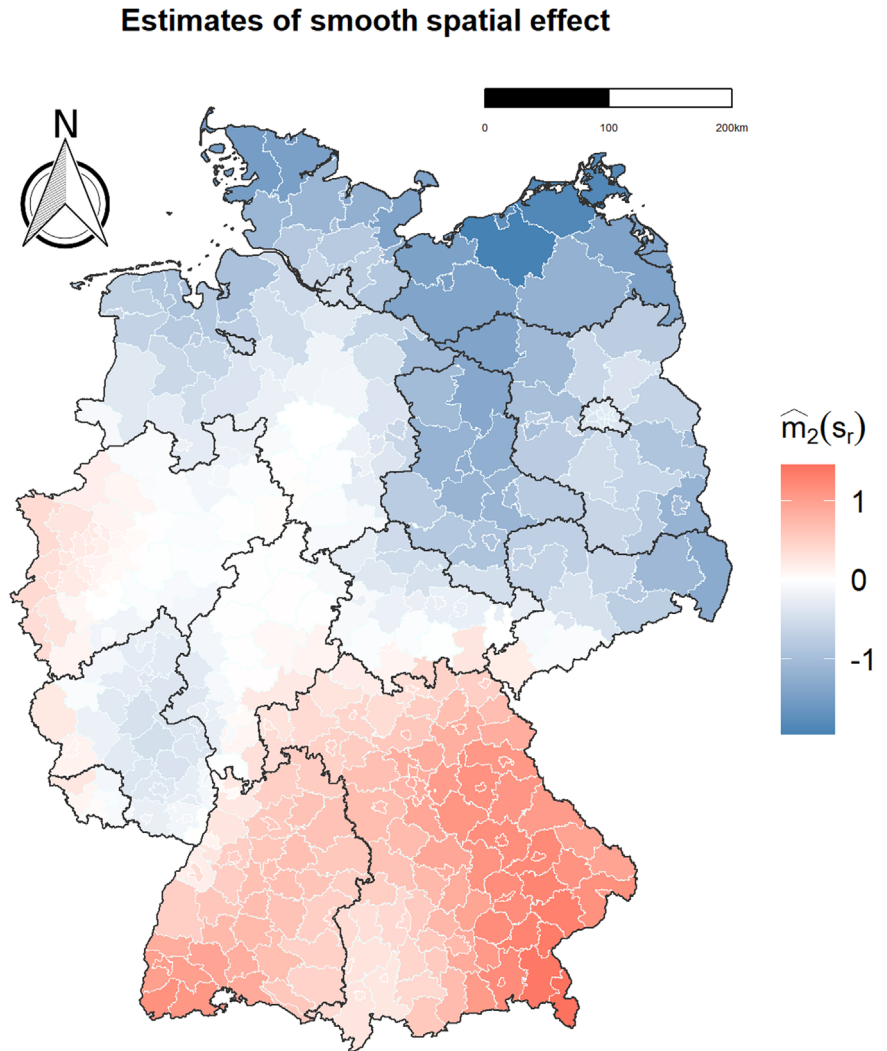 Estimates of smooth spatial effect
N
0 100 200km
m̂₂(sᵣ)
1
0
-1